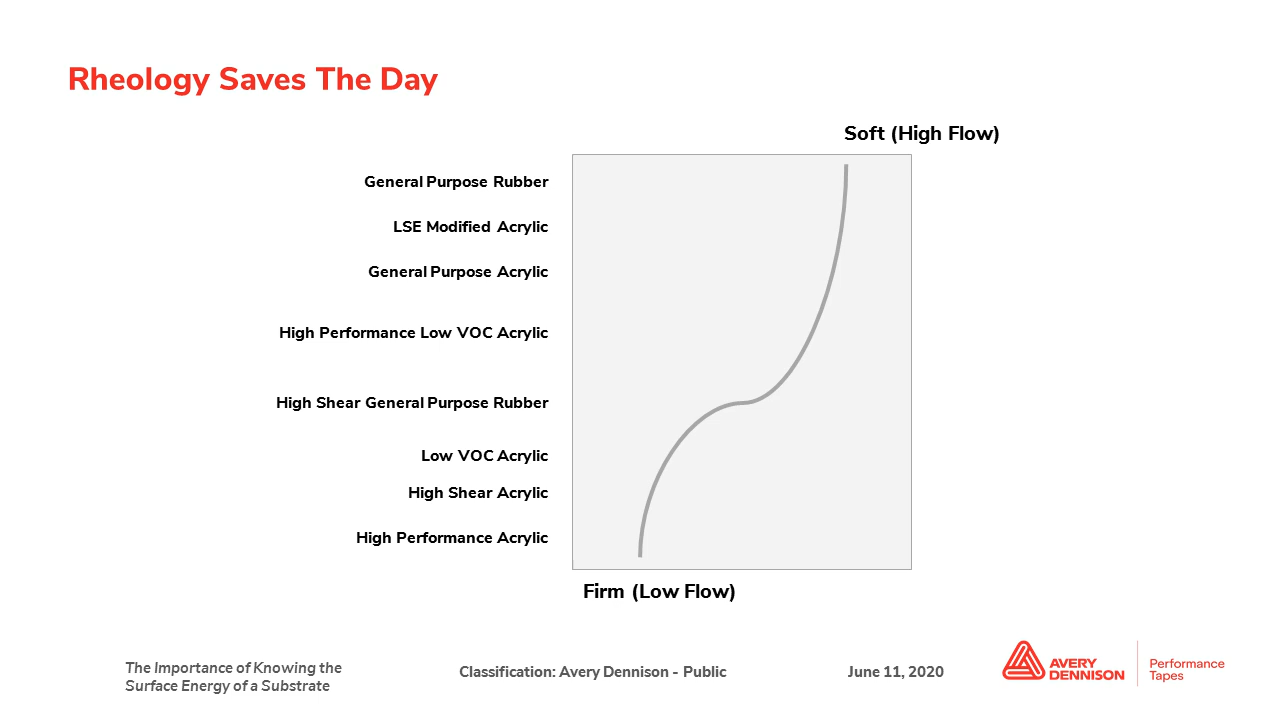 Rheology Saves The Day
Soft (High Flow)
General Purpose Rubber
LSE Modified Acrylic
General Purpose Acrylic
High Performance Low VOC Acrylic
High Shear General Purpose Rubber
Low VOC Acrylic
High Shear Acrylic
High Performance Acrylic
Firm (Low Flow)
The Importance of Knowing the
Surface Energy of a Substrate
Classification: Avery Dennison - Public
June 11, 2020
AVERY
DENNISON
Performance
Tapes